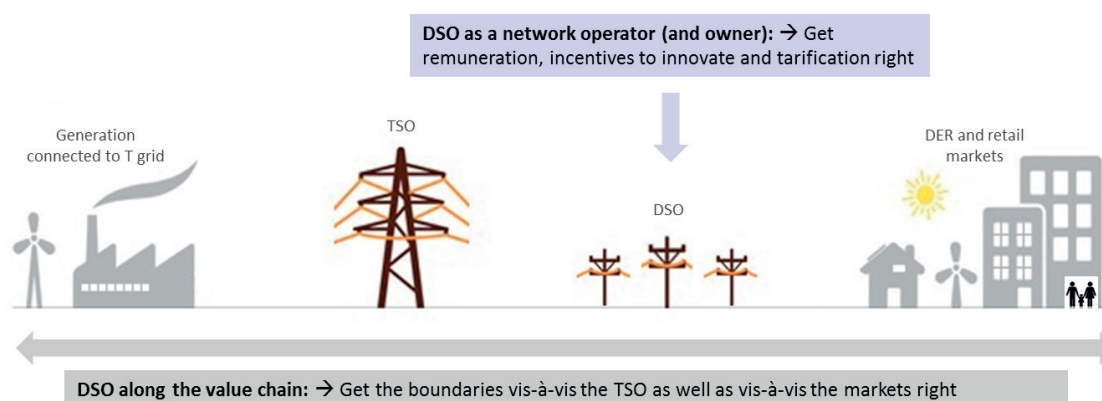 DSO as a network operator (and owner): → Get
remuneration, incentives to innovate and tarification right
Generation
connected to T grid
TSO
DSO
DER and retail
markets
DSO along the value chain: → Get the boundaries vis-à-vis the TSO as well as vis-à-vis the markets right